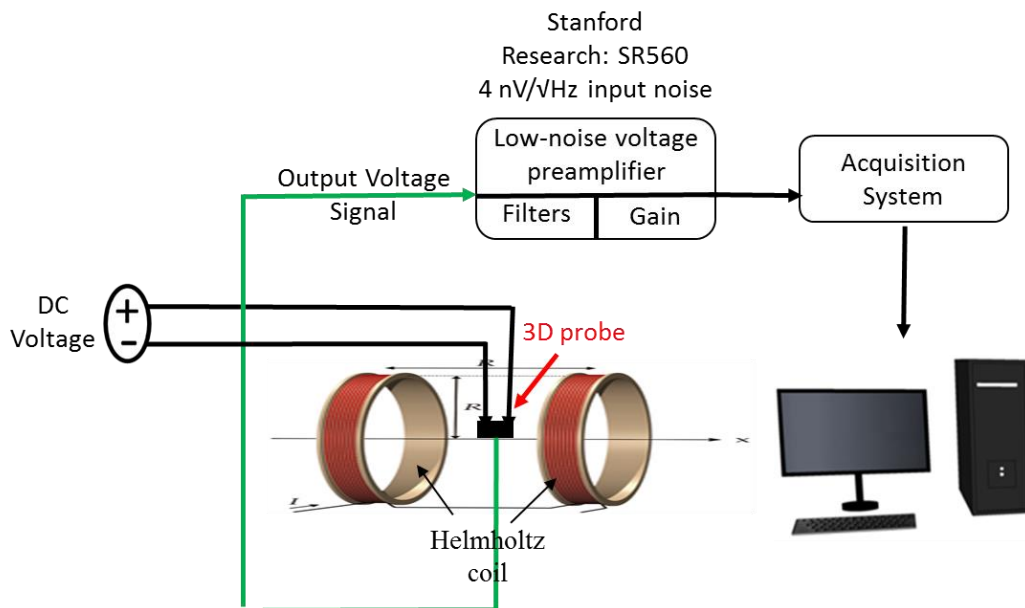 Stanford
Research: SR560
4 nV/√Hz input noise
Low-noise voltage
preamplifier
Filters
Gain
Acquisition
System
Output Voltage
Signal
DC
Voltage
+
-
3D probe
R
R
x
I
Helmholtz
coil